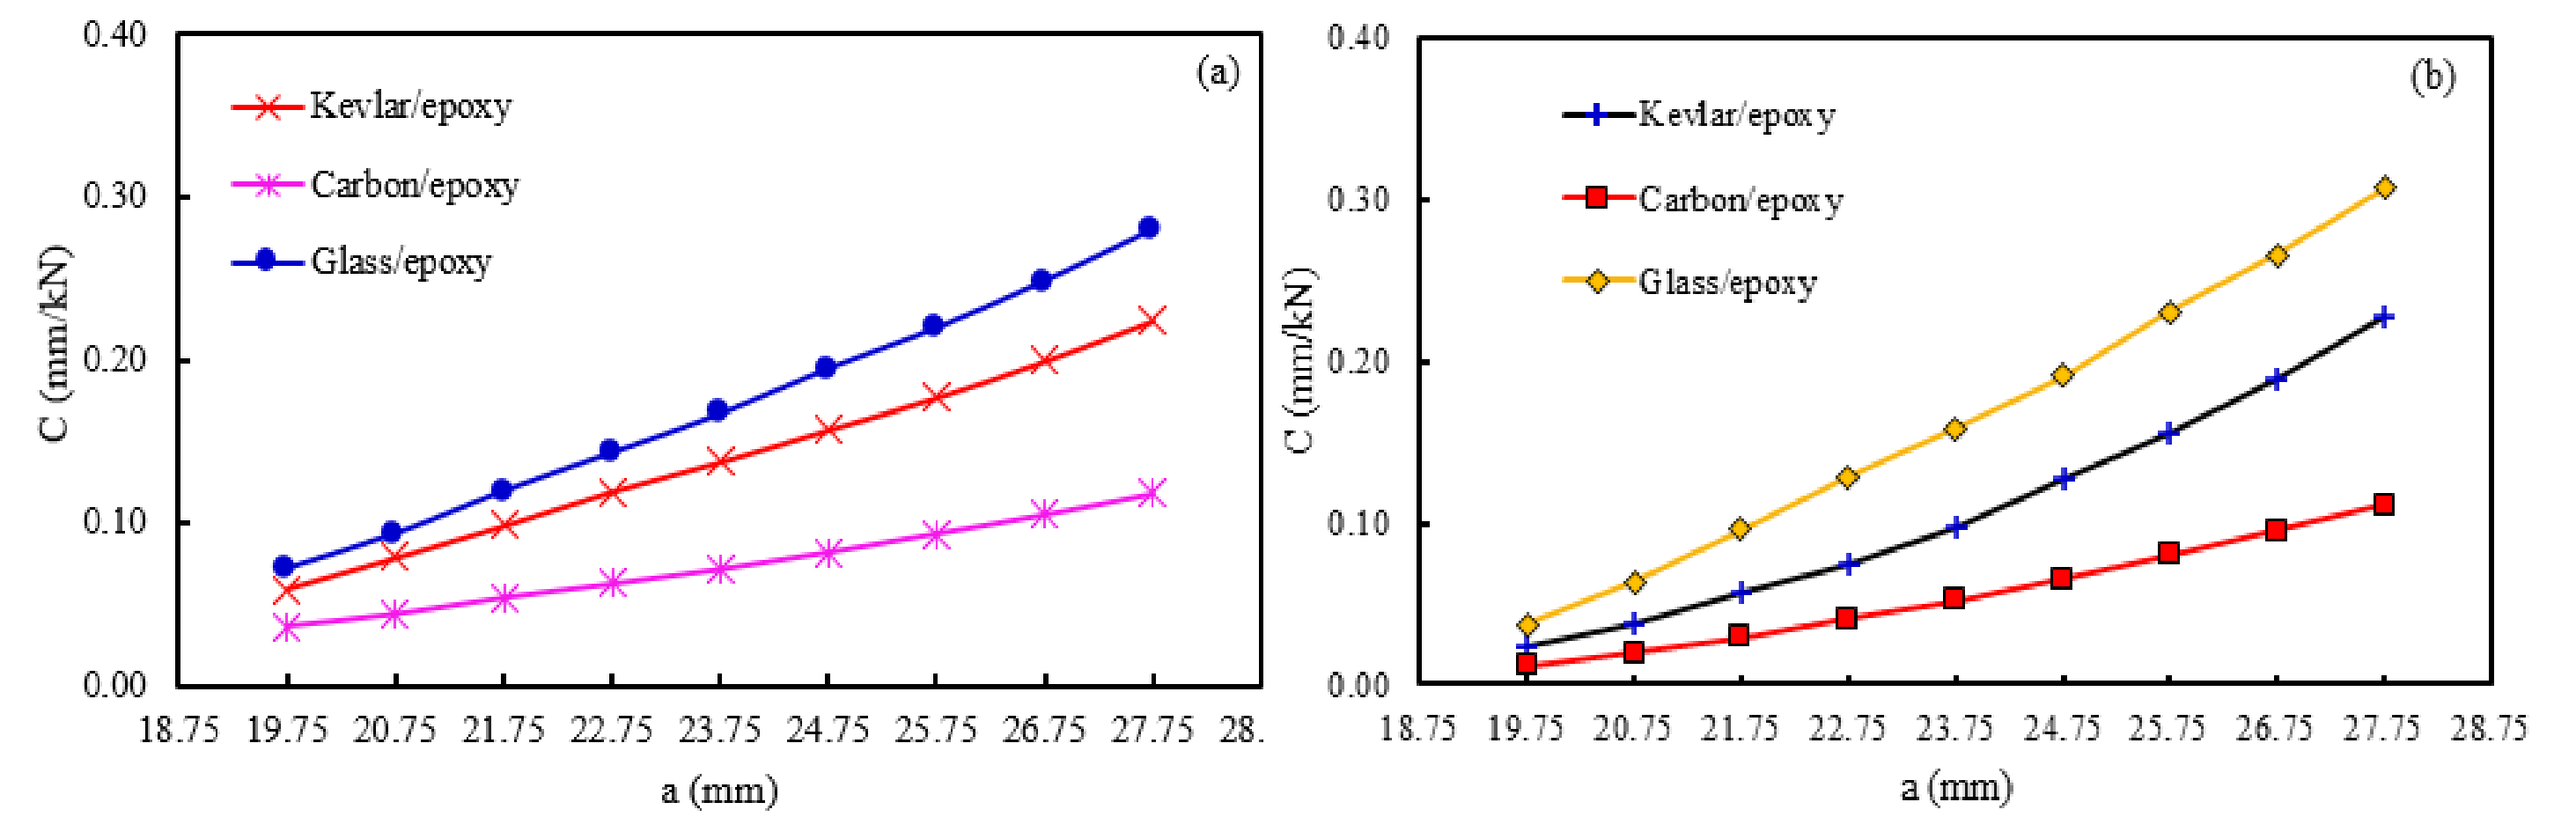 0.40
(a)
Kevlar/epoxy
Carbon/epoxy
Glass/epoxy
0.30
0.20
0.10
0.00
C (mm/kN)
18.75 19.75 20.75 21.75 22.75 23.75 24.75 25.75 26.75 27.75 28.
a (mm)
0.40
(b)
Kevlar/epoxy
Carbon/epoxy
Glass/epoxy
0.30
0.20
0.10
0.00
C (mm/kN)
18.75 19.75 20.75 21.75 22.75 23.75 24.75 25.75 26.75 27.75 28.75
a (mm)